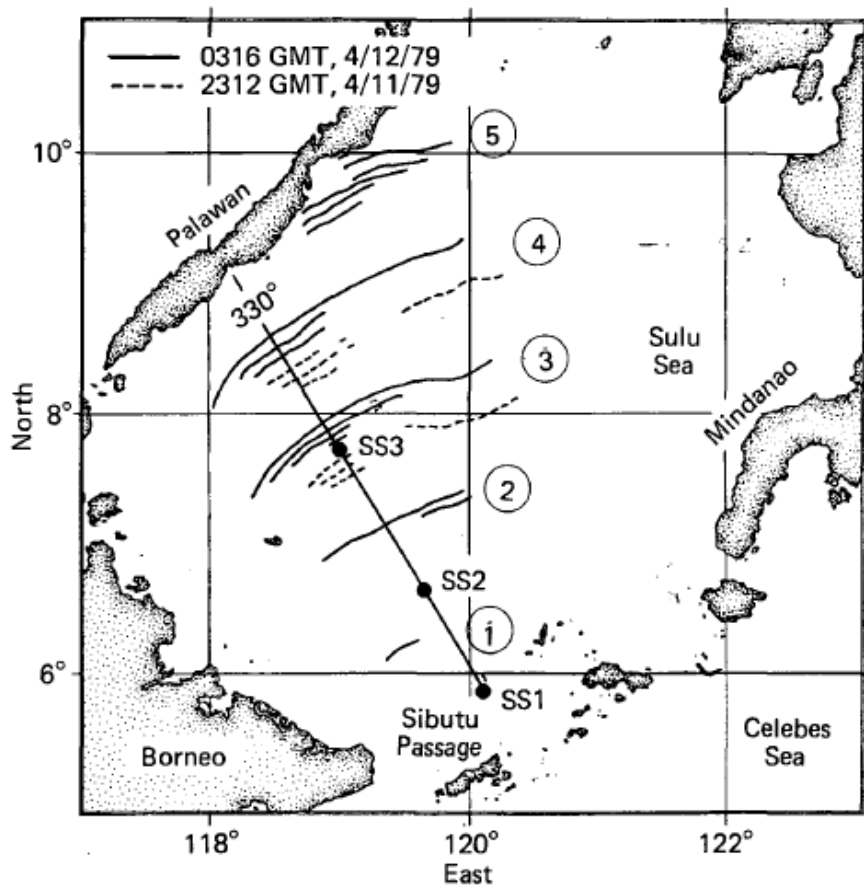 0316 GMT, 4/12/79
2312 GMT, 4/11/79
10°
5
Palawan
4
330°
Sulu
Sea
3
8°
North
Mindanao
SS3
2
SS2
1
6°
SS1
Sibutu
Passage
Borneo
Celebes
Sea
118°
120°
122°
East